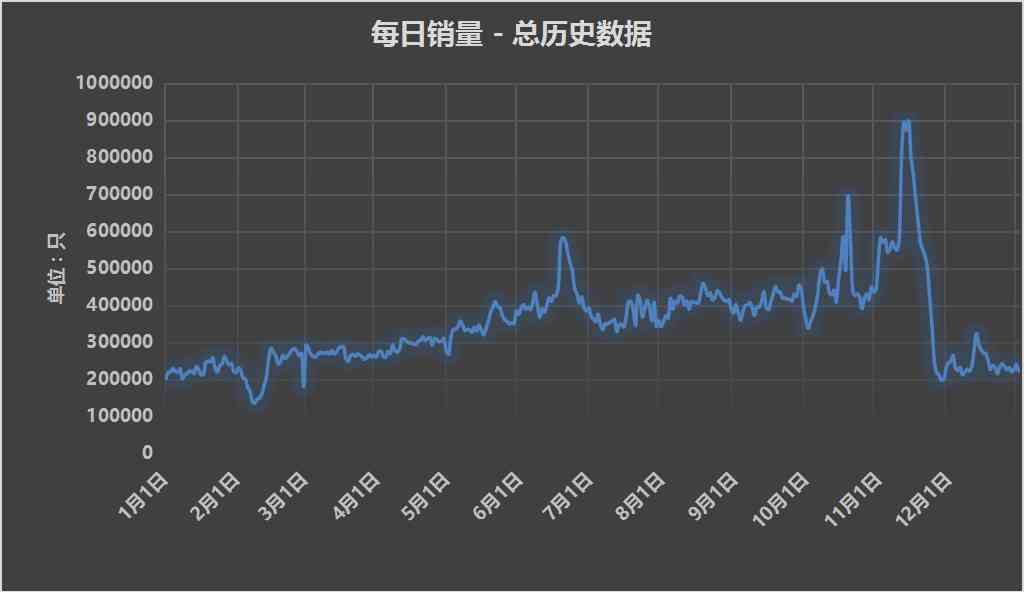 每日销量 - 总历史数据
1000000
900000
800000
700000
600000
500000
400000
300000
200000
100000
0
单位：只
1月1日
2月1日
3月1日
4月1日
5月1日
6月1日
7月1日
8月1日
9月1日
10月1日
11月1日
12月1日